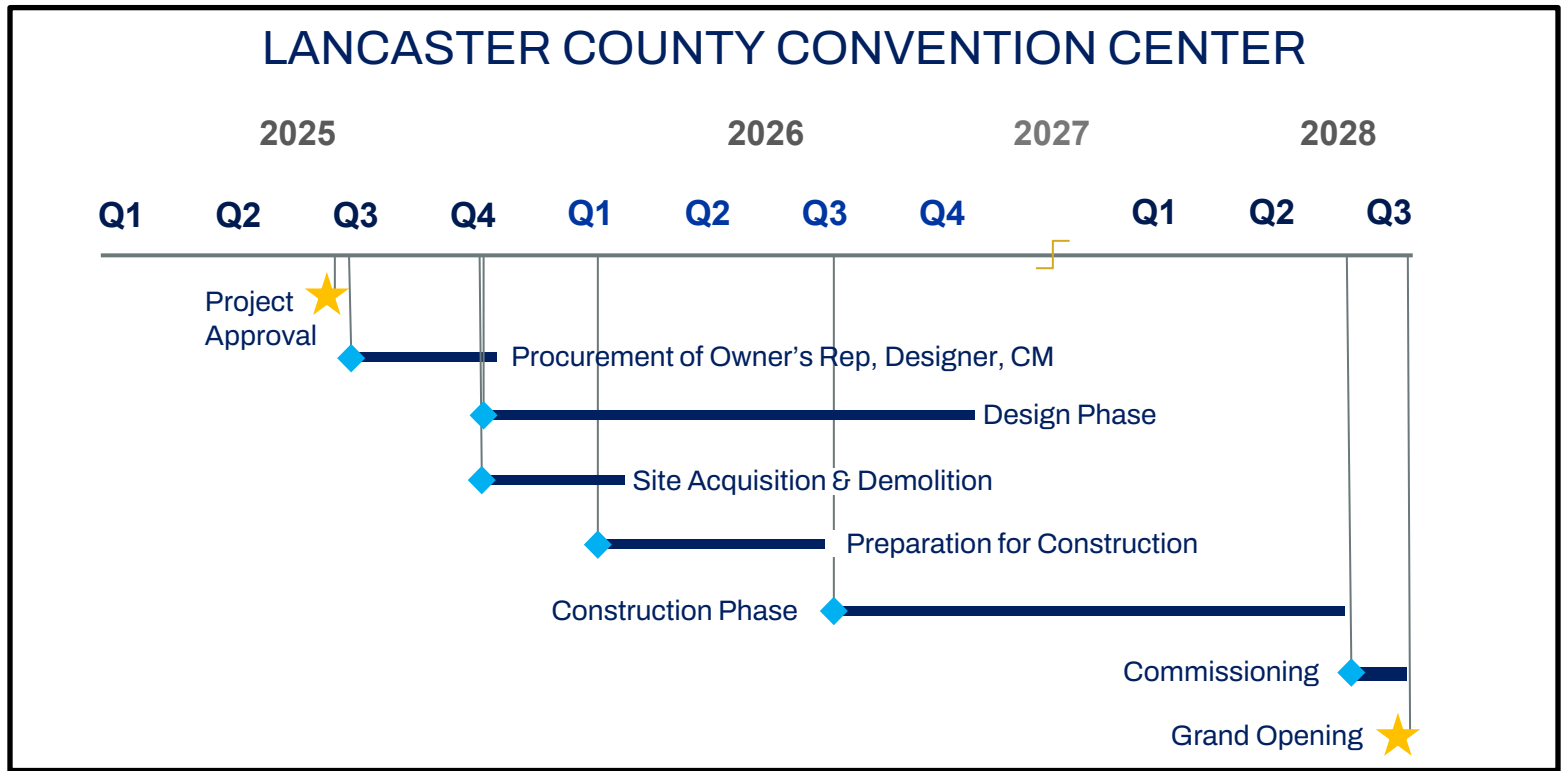 LANCASTER COUNTY CONVENTION CENTER
2025 2026 2027 2028
Q1 Q2 Q3 Q4 Q1 Q2 Q3 Q4 Q1 Q2 Q3
Project
Approval
Procurement of Owner’s Rep, Designer, CM
Design Phase
Site Acquisition & Demolition
Preparation for Construction
Construction Phase
Commissioning
Grand Opening